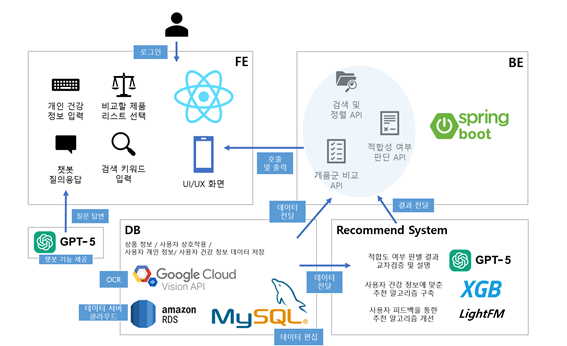 로그인
FE
개인 건강
정보 입력
비교할 제품
리스트 선택
챗봇
질의응답
검색 키워드
입력
UI/UX 화면
호출
및 출력
BE
검색 및
정렬 API
적합성 여부
판단 API
제품군 비교
API
spring
boot
질문 답변
GPT-5
챗봇 기능 제공
데이터
전달
결과 전달
DB
상품 정보 / 사용자 상호작용 /
사용자 개인 정보/ 사용자 건강 정보 데이터 저장
OCR
Google Cloud
Vision API
데이터 서버
클라우드
amazon
RDS
MySQL
데이터 편집
데이터
전달
Recommend System
적합도 여부 판별 결과
교차검증 및 설명
GPT-5
사용자 건강 정보에 맞춘
추천 알고리즘 구축
XGB
사용자 피드백을 통한
추천 알고리즘 개선
LightFM